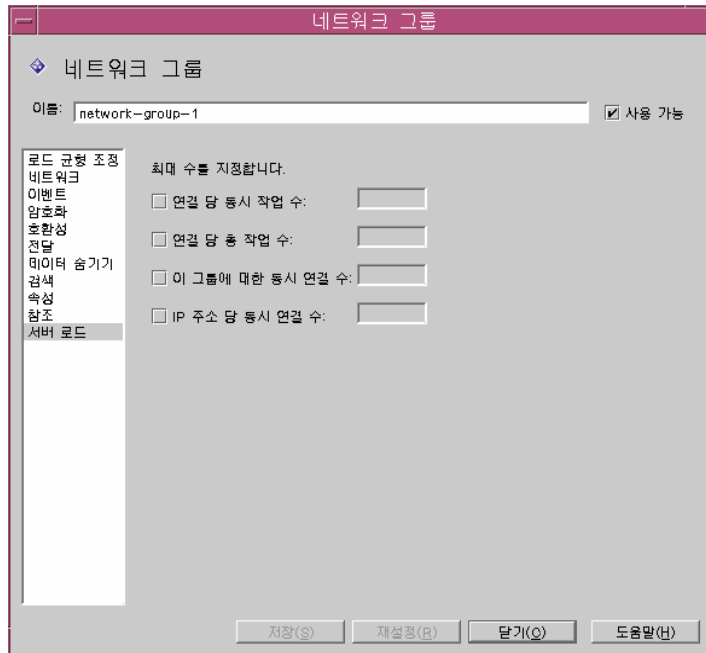 네트워크 그룹
네트워크 그룹
이름: network-group-1 사용 가능
로드 균형 조정
네트워크
이벤트
암호화
호환성
전달
데이터 숨기기
검색
속성
참조
서버 로드
최대 수를 지정합니다.
연결 당 동시 작업 수:
연결 당 총 작업 수:
이 그룹에 대한 동시 연결 수:
IP 주소 당 동시 연결 수:
저장(S) 재설정(R) 닫기(C) 도움말(H)